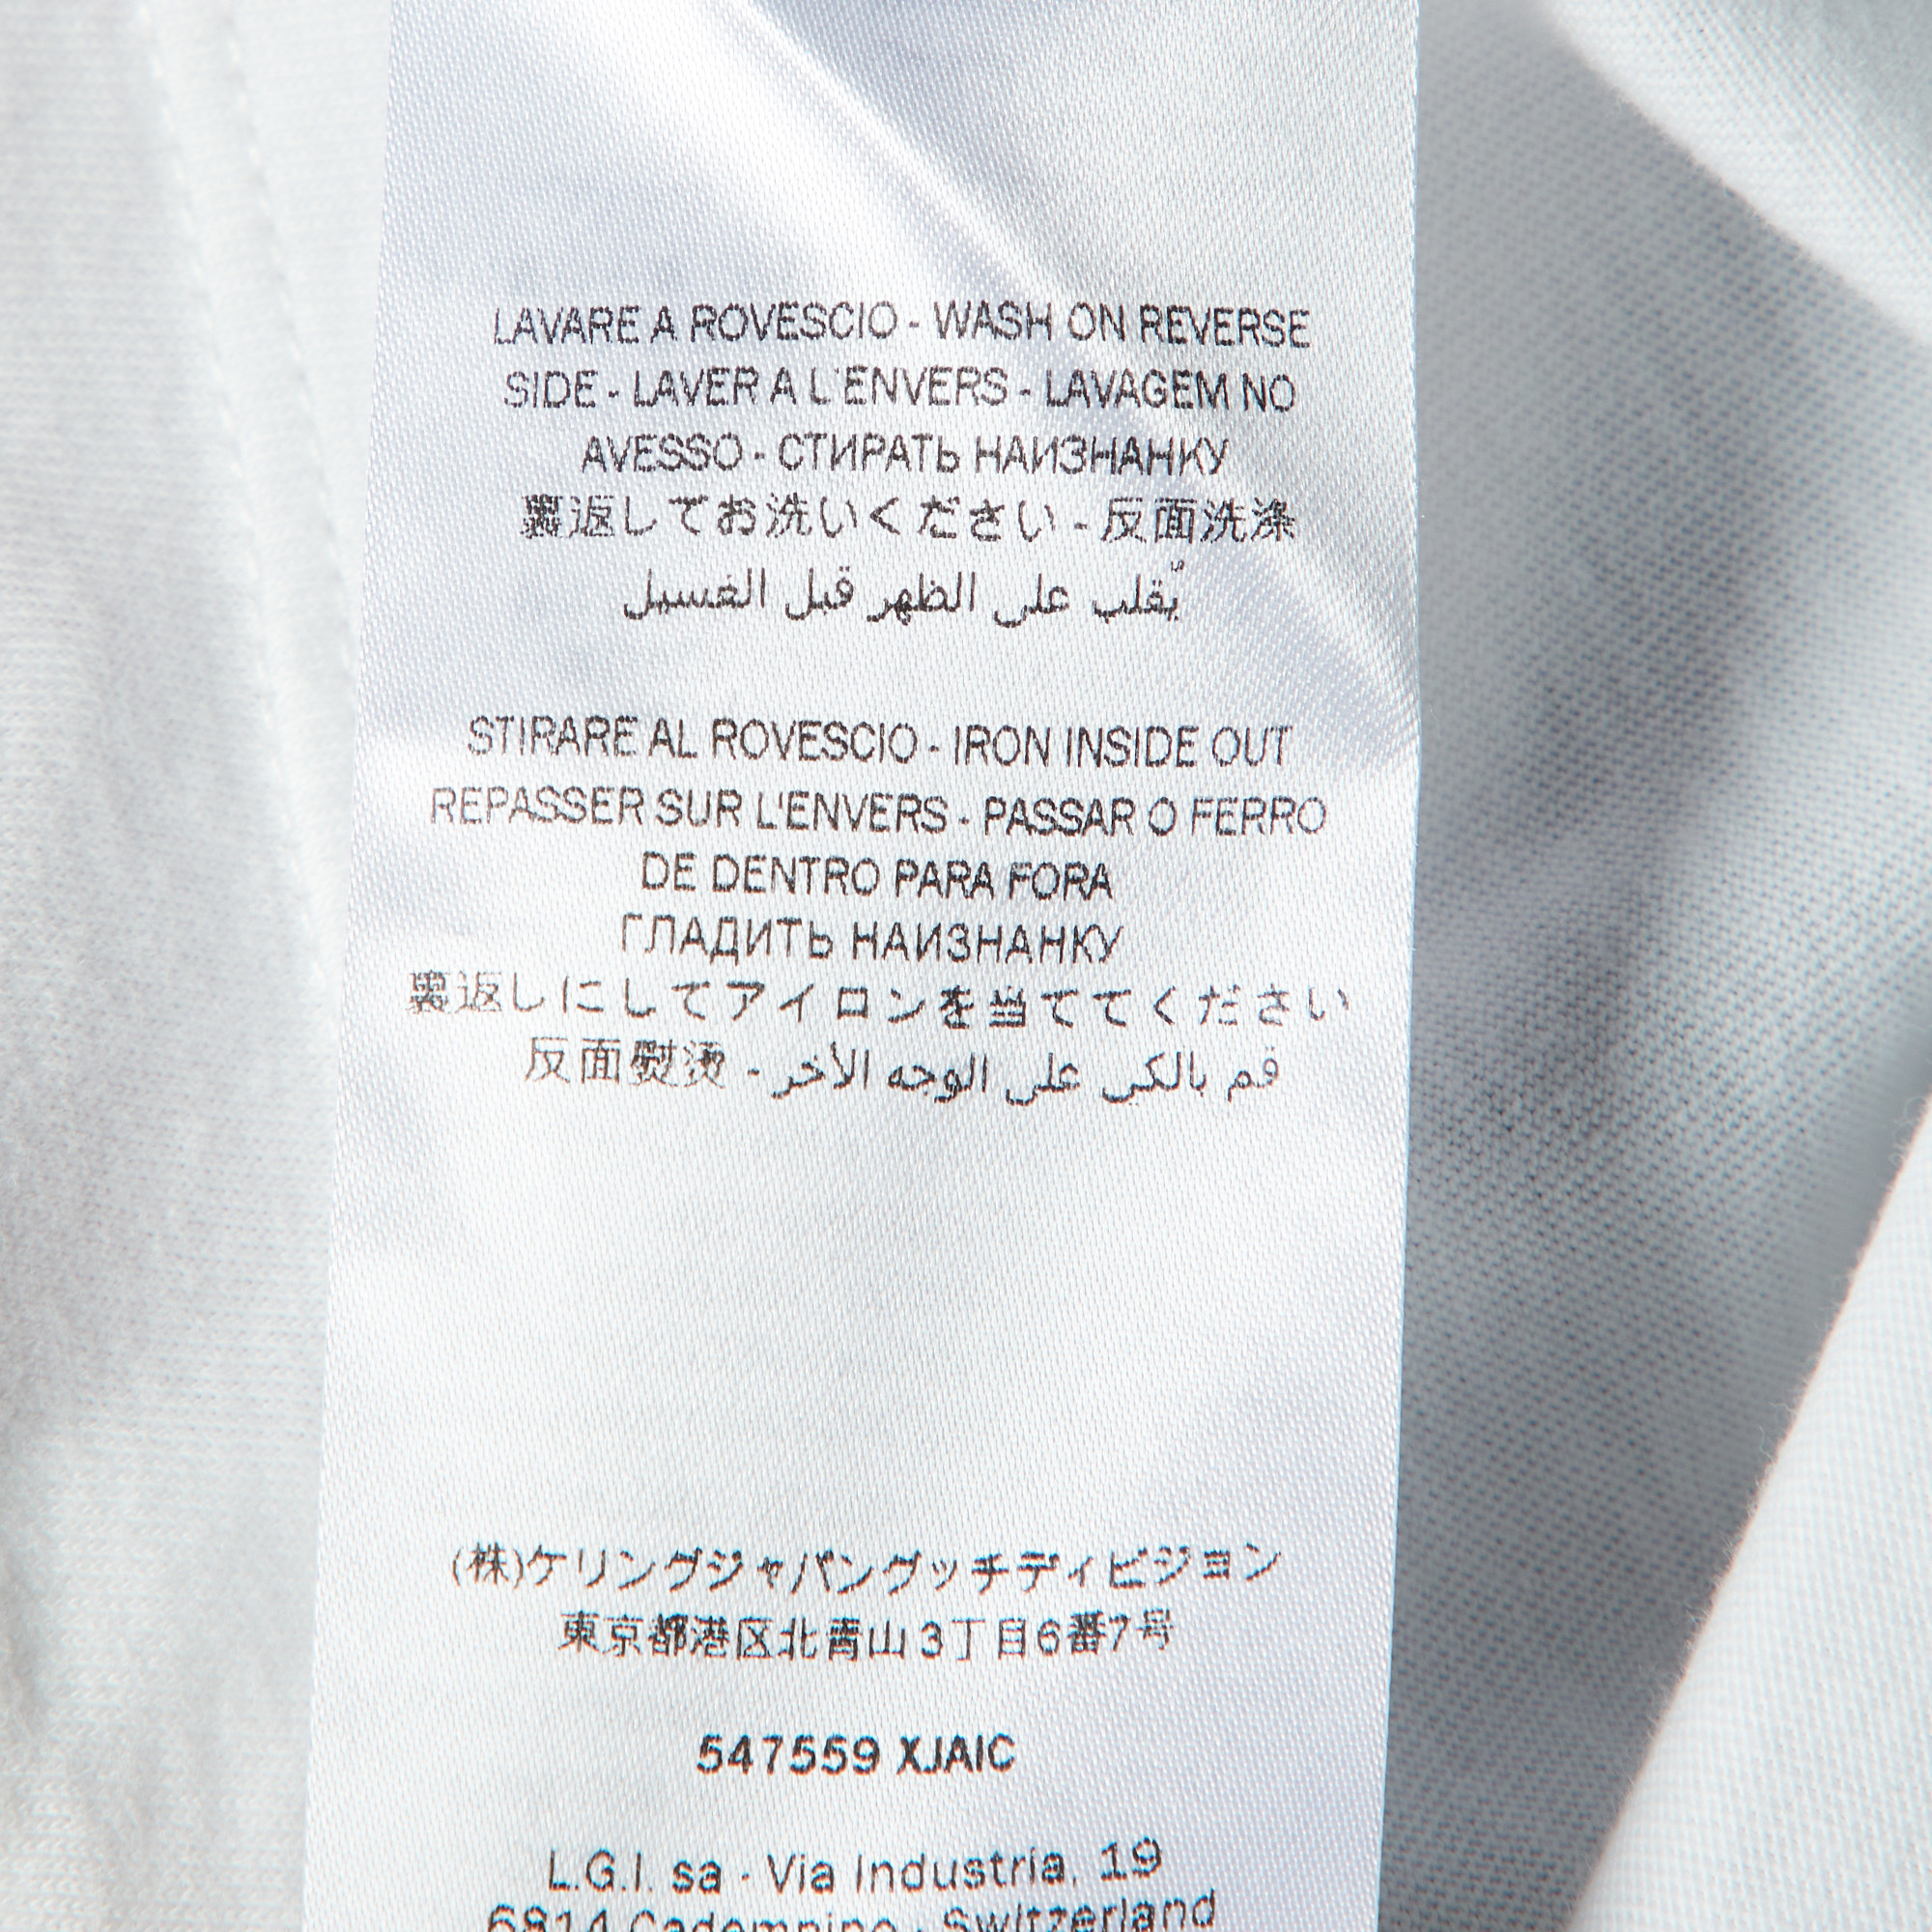 LAVARE A ROVESCIO - WASH ON REVERSE
SIDE - LAVER A L'ENVERS - LAVAGEM NO
AVESSO - СТИРАТЬ НАИЗНАНКУ
裏返してお洗いください - 反面洗涤
يُقلب على الظهر قبل الغسيل
STIRARE AL ROVESCIO - IRON INSIDE OUT
REPASSER SUR L'ENVERS - PASSAR O FERRO
DE DENTRO PARA FORA
ГЛАДИТЬ НАИЗНАНКУ
裏返しにしてアイロンを当ててください
反面熨烫 - قم بالكي على الوجه الأخر
(株)ケリングジャパングッチディビジョン
東京都港区北青山3丁目6番7号
547559 XJAIC
L.G.I. sa - Via Industria, 19
6814 Cadempino - Switzerland